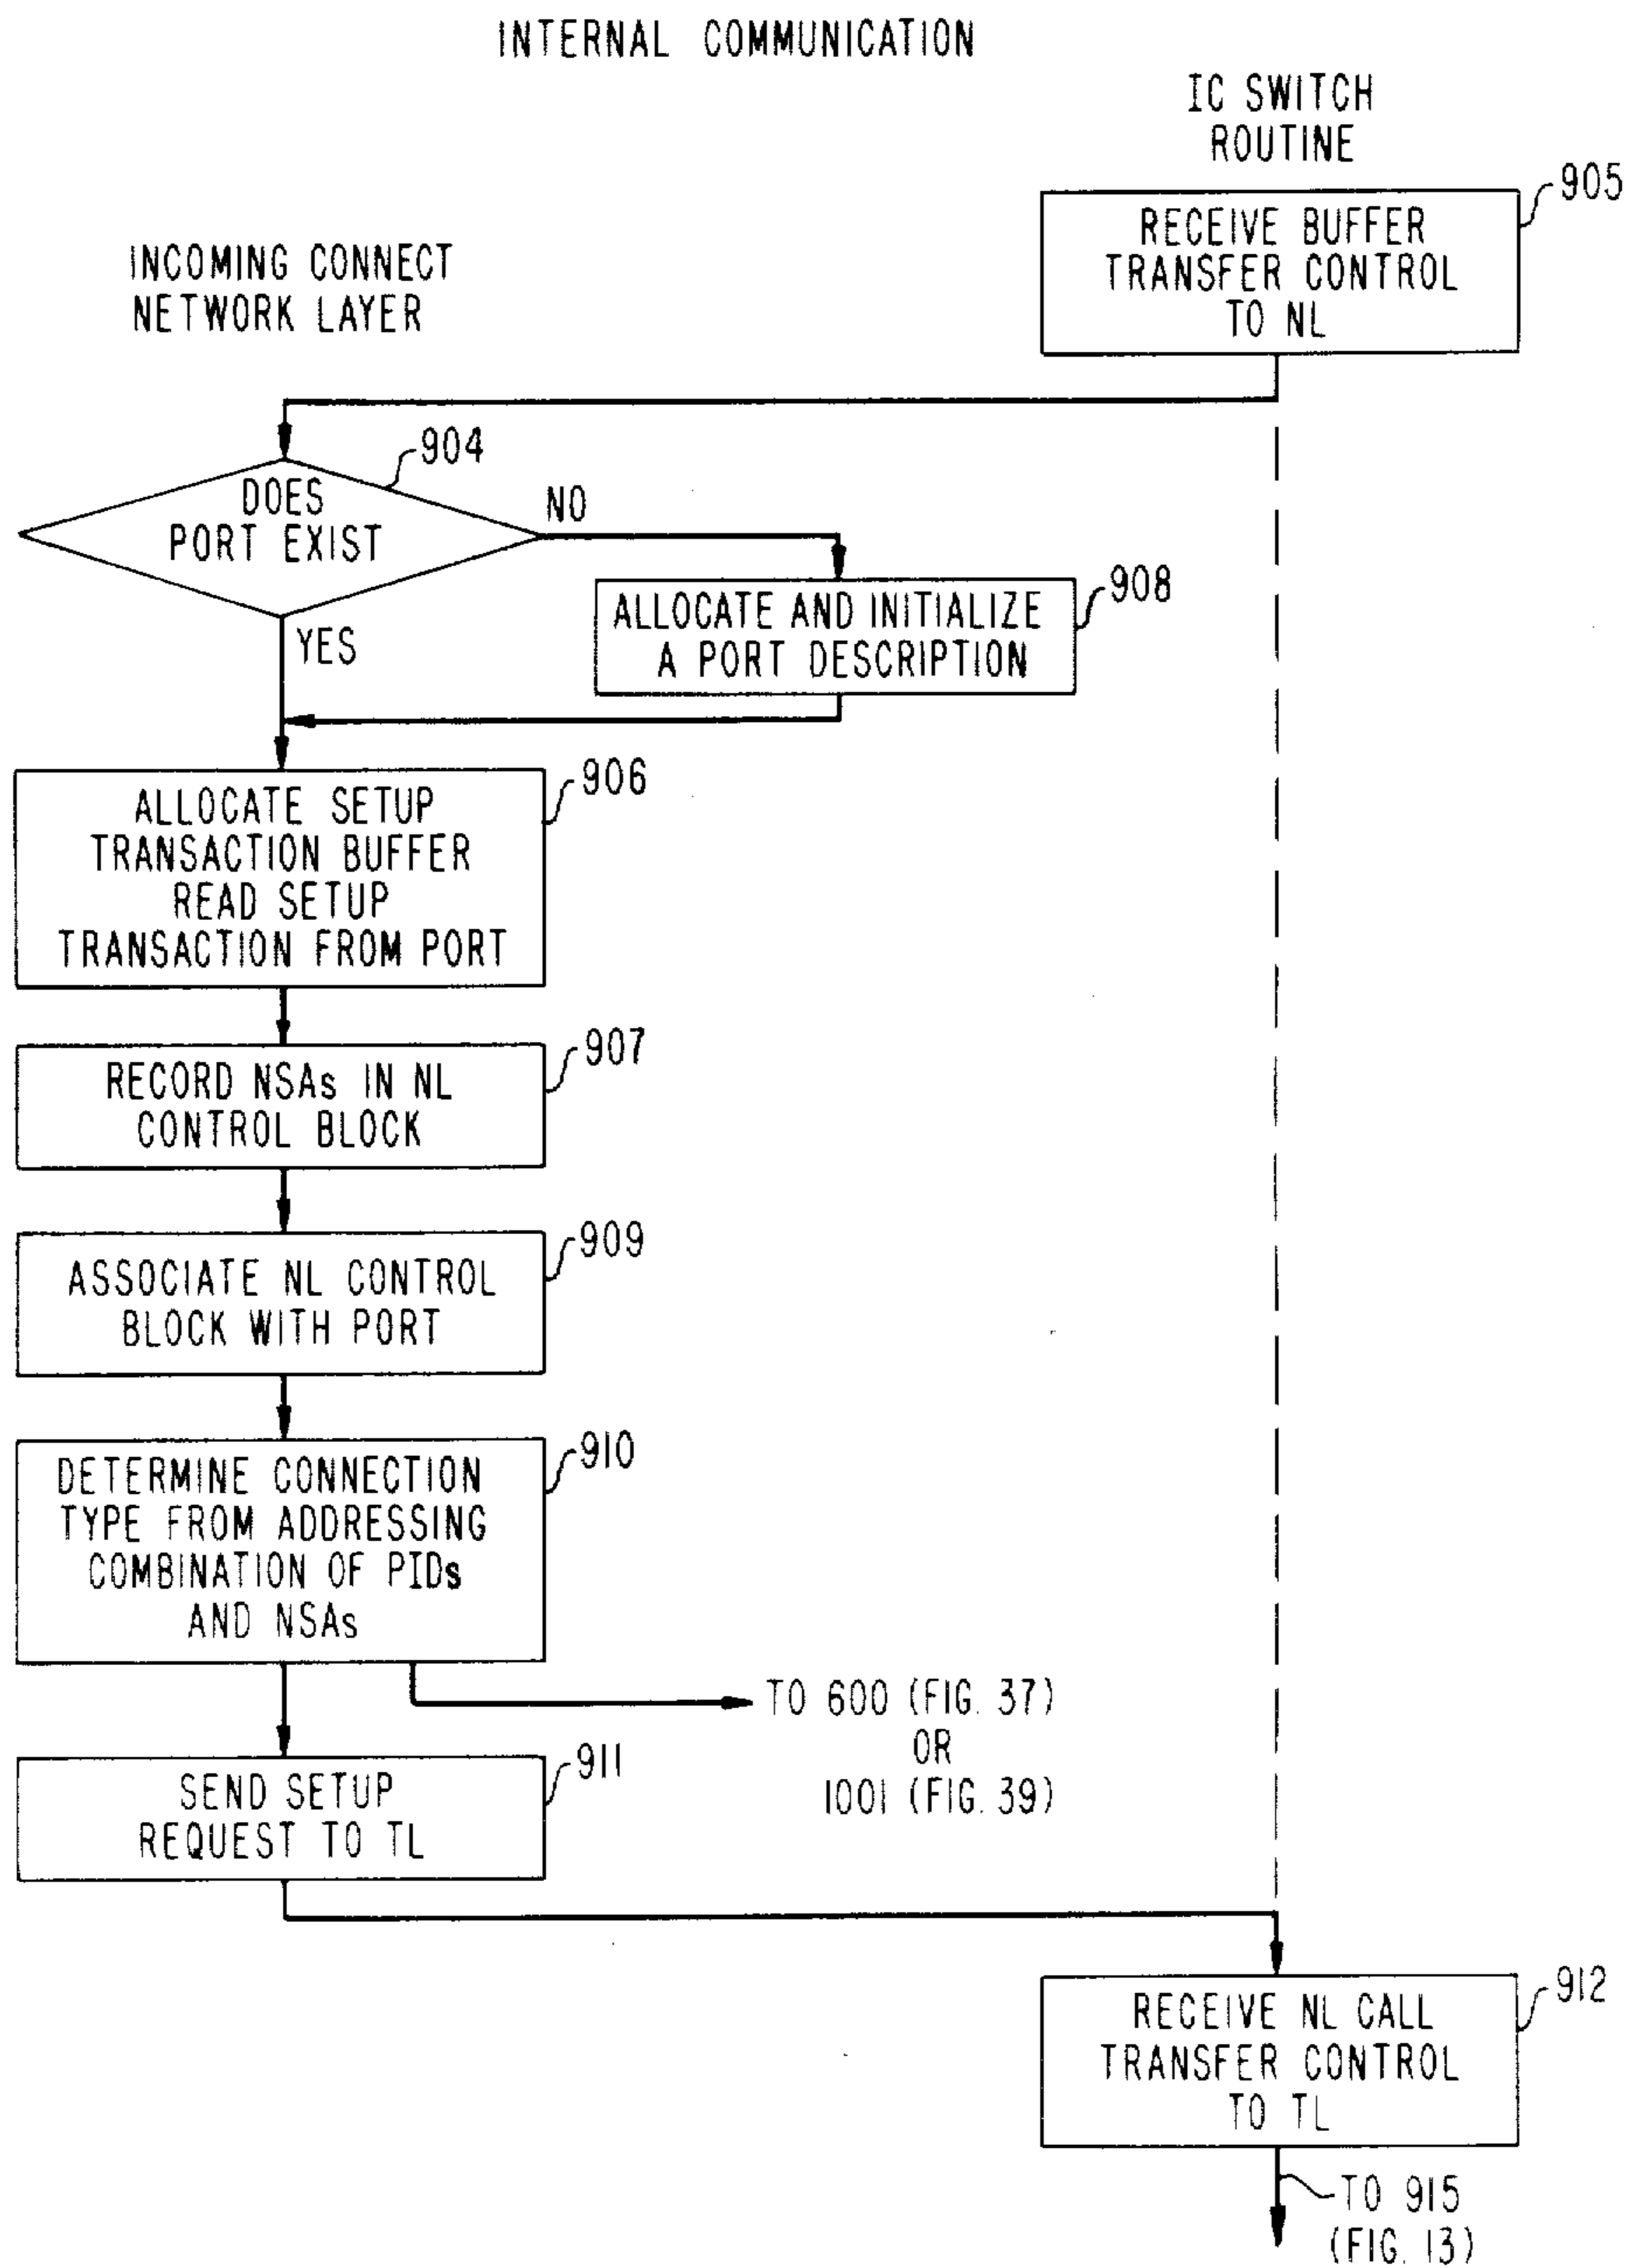 INTERNAL COMMUNICATION
IC SWITCH
ROUTINE
905
RECEIVE BUFFER
TRANSFER CONTROL
TO NL
INCOMING CONNECT
NETWORK LAYER
904
DOES
PORT EXIST
NO
YES
908
ALLOCATE AND INITIALIZE
A PORT DESCRIPTION
906
ALLOCATE SETUP
TRANSACTION BUFFER
READ SETUP
TRANSACTION FROM PORT
907
RECORD NSAs IN NL
CONTROL BLOCK
909
ASSOCIATE NL CONTROL
BLOCK WITH PORT
910
DETERMINE CONNECTION
TYPE FROM ADDRESSING
COMBINATION OF PIDs
AND NSAs
TO 600 (FIG. 37)
OR
1001 (FIG. 39)
911
SEND SETUP
REQUEST TO TL
912
RECEIVE NL CALL
TRANSFER CONTROL
TO TL
TO 915
(FIG. 13)